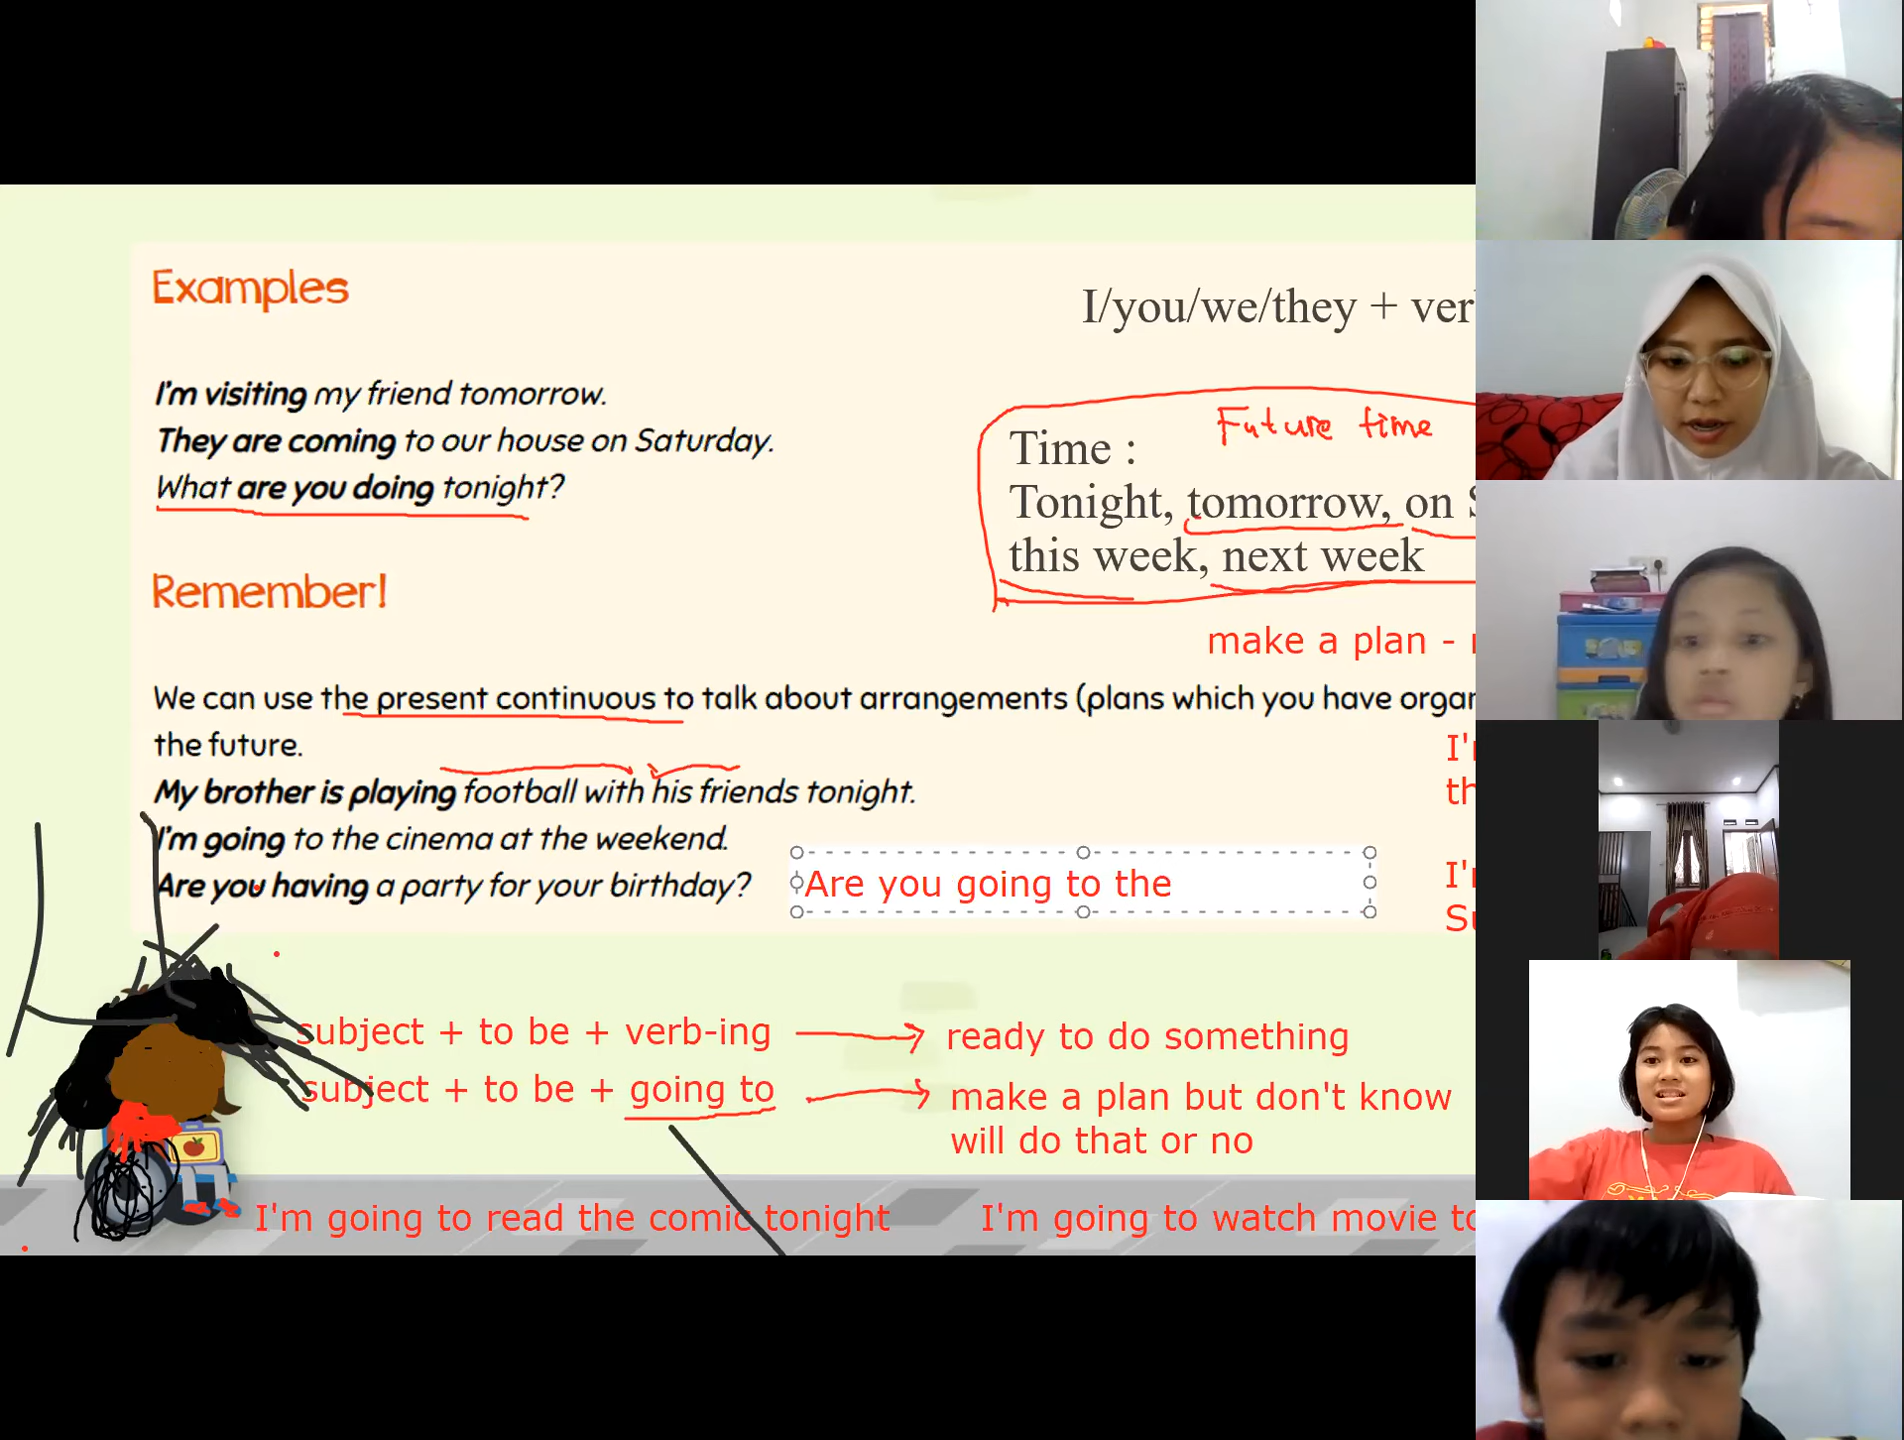 Examples
I/you/we/they + ver
I'm visiting my friend tomorrow.
They are coming to our house on Saturday.
What are you doing tonight?
Future time
Time :
Tonight, tomorrow, on
this week, next week
Remember!
make a plan -
We can use the present continuous to talk about arrangements (plans which you have organ
the future.
My brother is playing football with his friends tonight.
I'm going to the cinema at the weekend.
Are you having a party for your birthday?
Are you going to the
I'
th
I'
Su
subject + to be + verb-ing
ready to do something
subject + to be + going to
make a plan but don't know
will do that or no
I'm going to read the comic tonight
I'm going to watch movie to